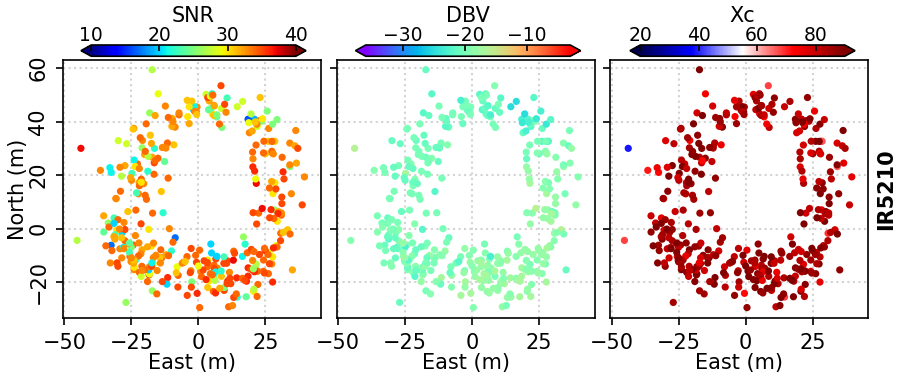 SNR DBV Xc
10 20 30 40 −30 −20 −10 20 40 60 80
60
40
20
0
−20
North (m)
IR5210
−50 −25 0 25 −50 −25 0 25 −50 −25 0 25
East (m) East (m) East (m)